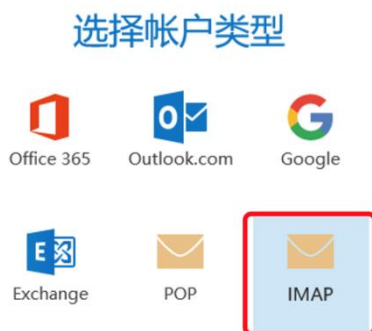 选择帐户类型
Office 365 Outlook.com Google
Exchange POP IMAP